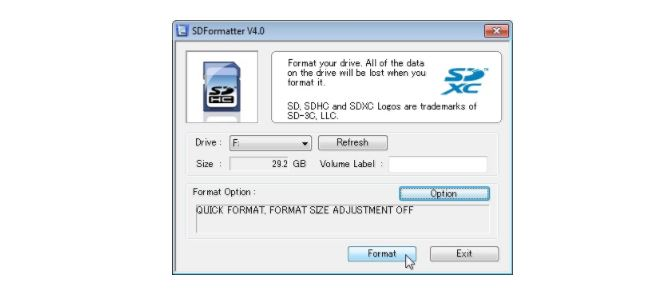 SDFormatter V4.0
Format your drive. All of the data
on the drive will be lost when you
format it.
SD, SDHC and SDXC Logos are trademarks of
SD-3C, LLC.
SD
HC
SD
XC
Drive : F: Refresh
Size : 29.2 GB Volume Label :
Format Option : Option
QUICK FORMAT, FORMAT SIZE ADJUSTMENT OFF
Format Exit